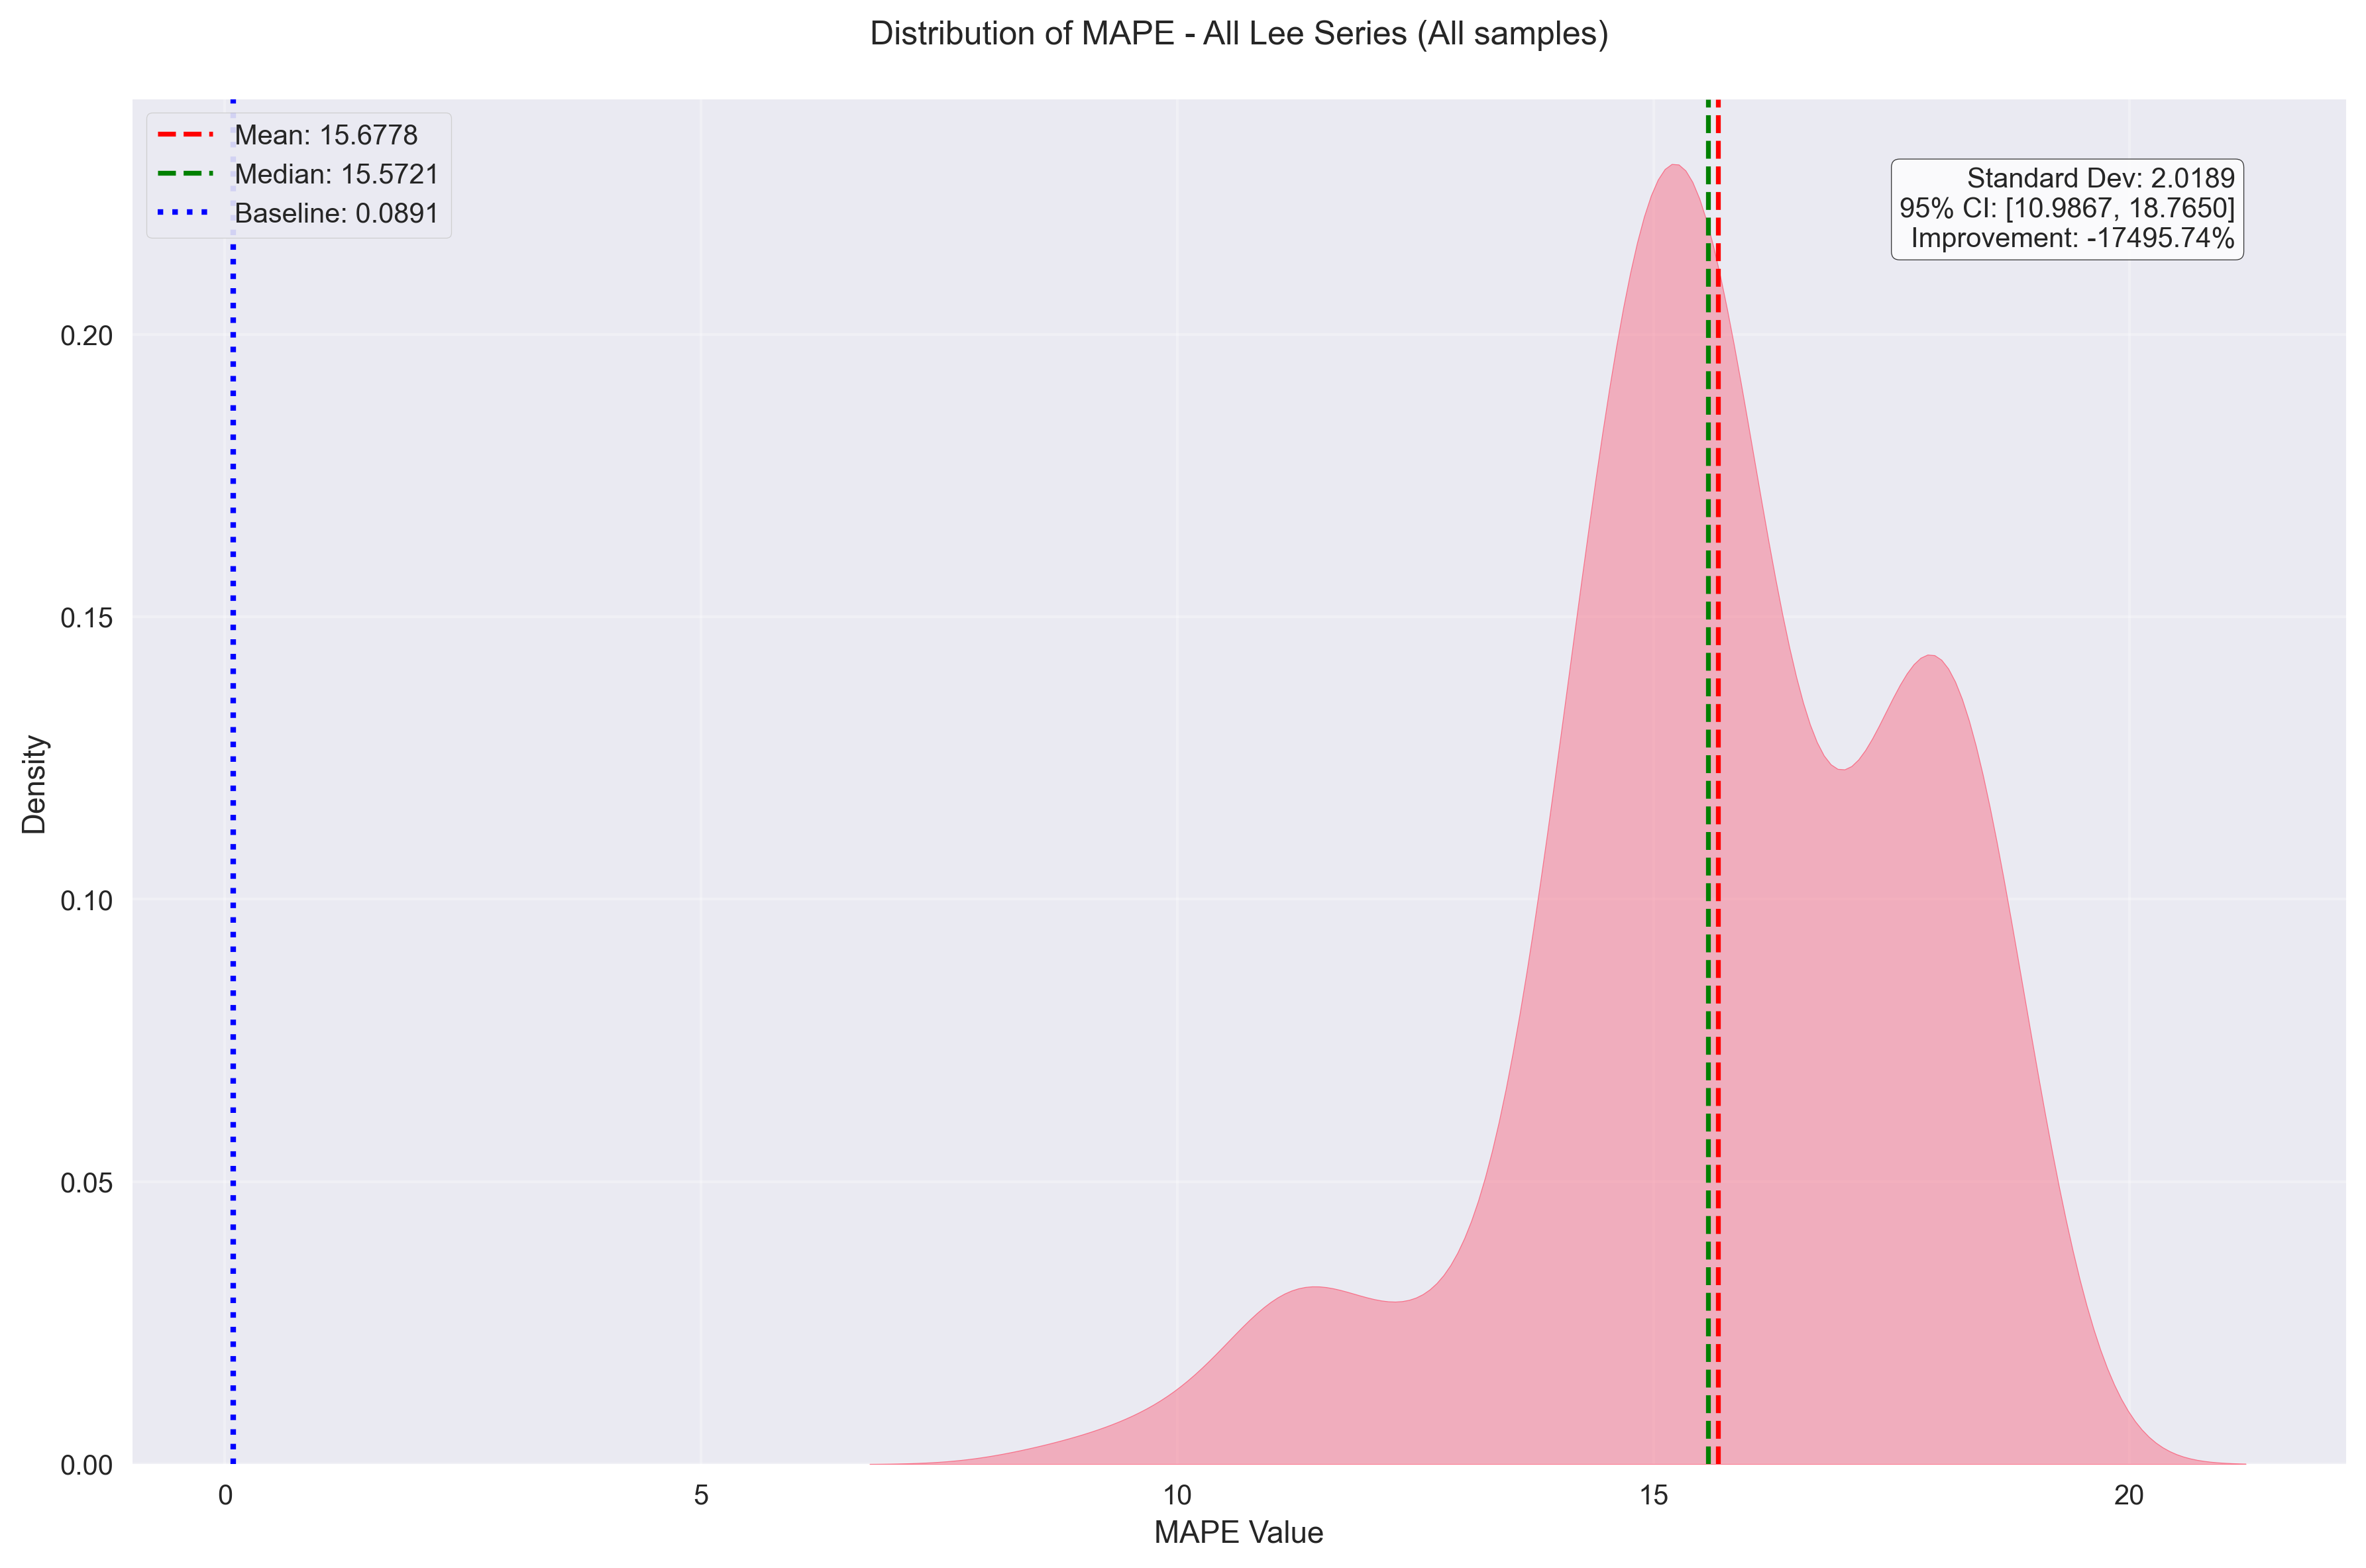 Distribution of MAPE - All Lee Series (All samples)
Mean: 15.6778
Median: 15.5721
Baseline: 0.0891
Standard Dev: 2.0189
95% CI: [10.9867, 18.7650]
Improvement: -17495.74%
0.20
0.15
0.10
0.05
0.00
Density
0
5
10
15
20
MAPE Value